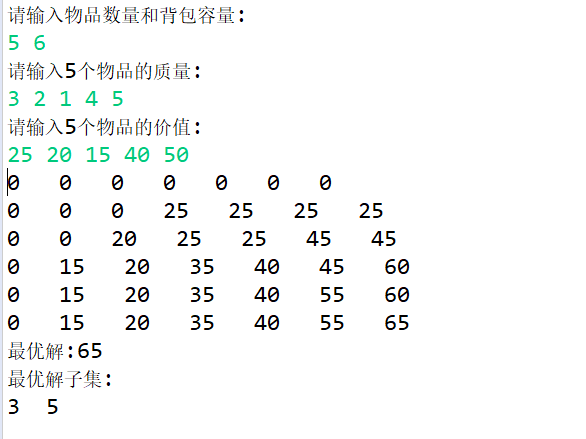 请输入物品数量和背包容量:
5 6
请输入5个物品的质量:
3 2 1 4 5
请输入5个物品的价值:
25 20 15 40 50
0 0 0 0 0 0 0
0 0 0 25 25 25 25
0 0 20 25 25 45 45
0 15 20 35 40 45 60
0 15 20 35 40 55 60
0 15 20 35 40 55 65
最优解:65
最优解子集:
3 5